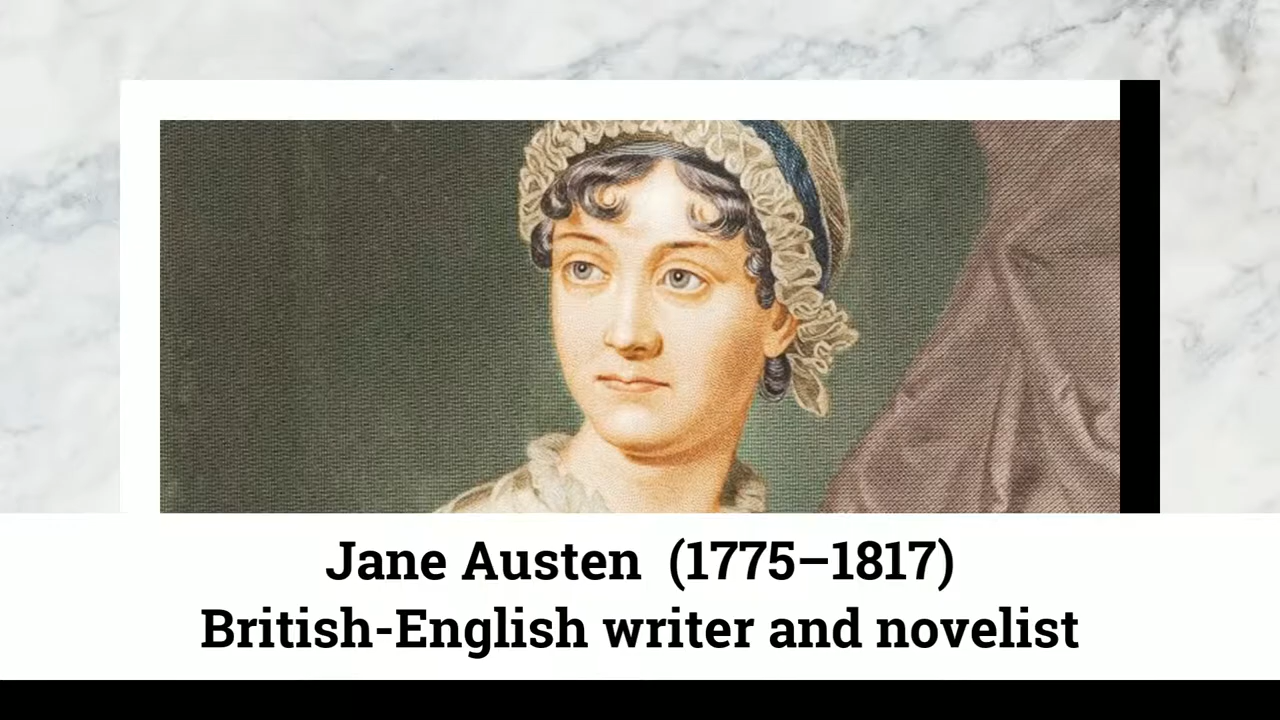 Jane Austen (1775–1817)
British-English writer and novelist